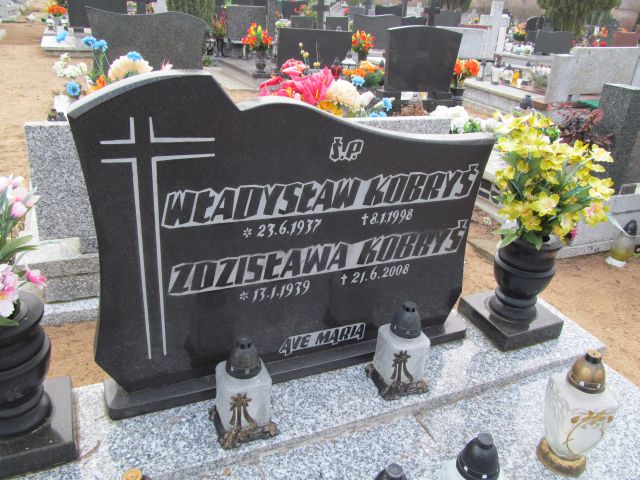 Ś.P.
WŁADYSŁAW KOBRYŚ
* 23.6.1937 † 8.1.1998
ZDZISŁAWA KOBRYŚ
* 13.1.1939 † 21.6.2008
AVE MARIA